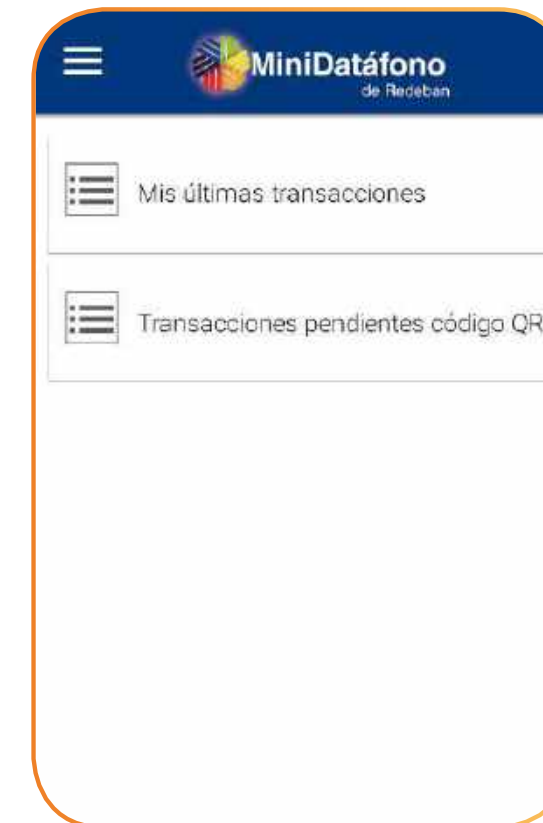 MiniDatáfono
de Redeban
Mis últimas transacciones
Transacciones pendientes código QR